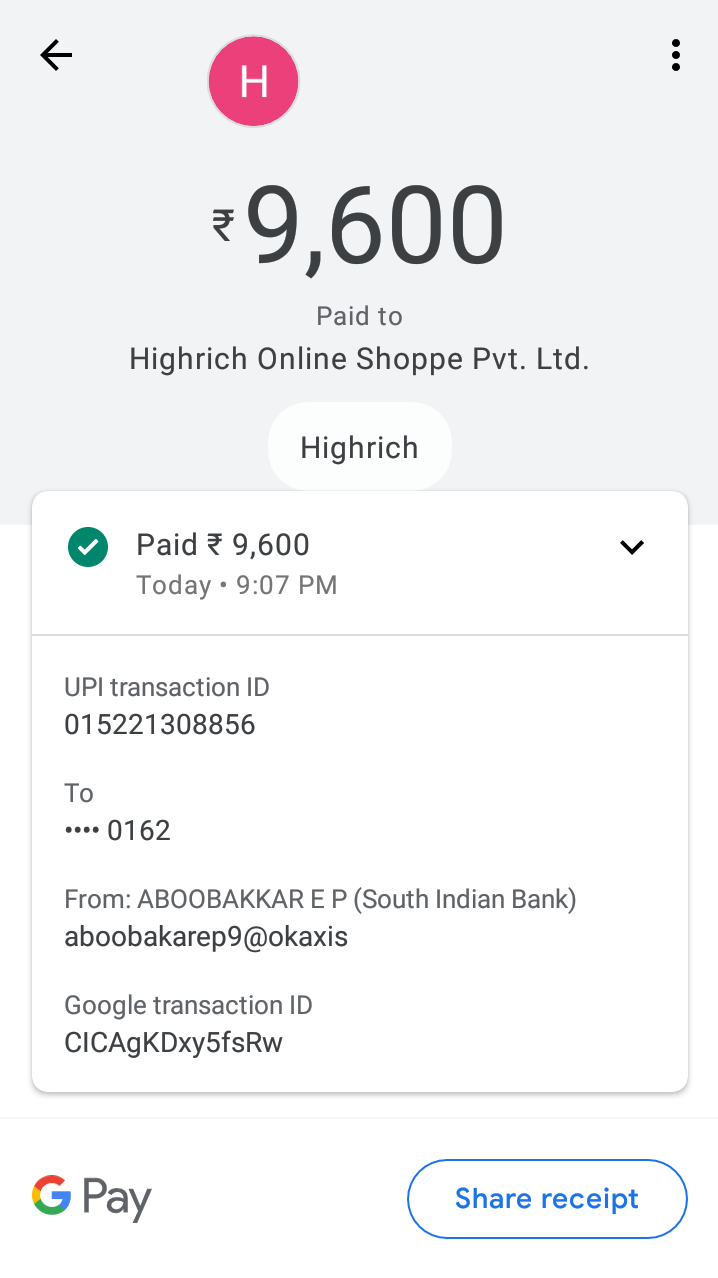 H
₹9,600
Paid to
Highrich Online Shoppe Pvt. Ltd.
Highrich
Paid ₹ 9,600
Today • 9:07 PM
UPI transaction ID
015221308856
To
•••• 0162
From: ABOOBAKKAR E P (South Indian Bank)
aboobakarep9@okaxis
Google transaction ID
CICAgKDxy5fsRw
G Pay
Share receipt